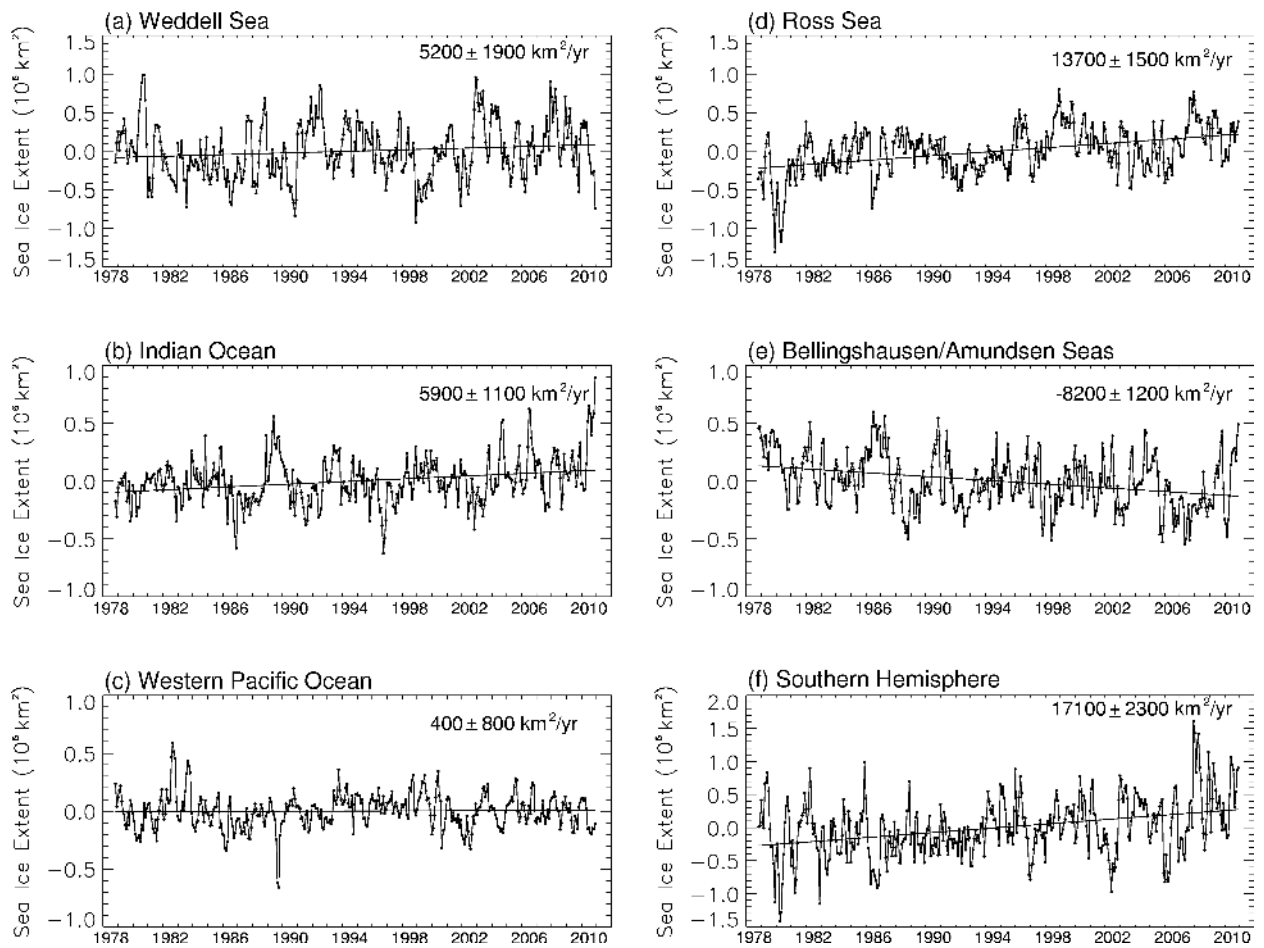 (a) Weddell Sea
5200 ± 1900 km²/yr
Sea Ice Extent (10⁶ km²)
1.5
1.0
0.5
0.0
−0.5
−1.0
−1.5
1978 1982 1986 1990 1994 1998 2002 2006 2010
(d) Ross Sea
13700 ± 1500 km²/yr
Sea Ice Extent (10⁶ km²)
1.5
1.0
0.5
0.0
−0.5
−1.0
−1.5
1978 1982 1986 1990 1994 1998 2002 2006 2010
(b) Indian Ocean
5900 ± 1100 km²/yr
Sea Ice Extent (10⁶ km²)
1.0
0.5
0.0
−0.5
−1.0
1978 1982 1986 1990 1994 1998 2002 2006 2010
(e) Bellingshausen/Amundsen Seas
-8200 ± 1200 km²/yr
Sea Ice Extent (10⁶ km²)
1.0
0.5
0.0
−0.5
−1.0
1978 1982 1986 1990 1994 1998 2002 2006 2010
(c) Western Pacific Ocean
400 ± 800 km²/yr
Sea Ice Extent (10⁶ km²)
1.0
0.5
0.0
−0.5
−1.0
1978 1982 1986 1990 1994 1998 2002 2006 2010
(f) Southern Hemisphere
17100 ± 2300 km²/yr
Sea Ice Extent (10⁶ km²)
2.0
1.5
1.0
0.5
0.0
−0.5
−1.0
−1.5
1978 1982 1986 1990 1994 1998 2002 2006 2010